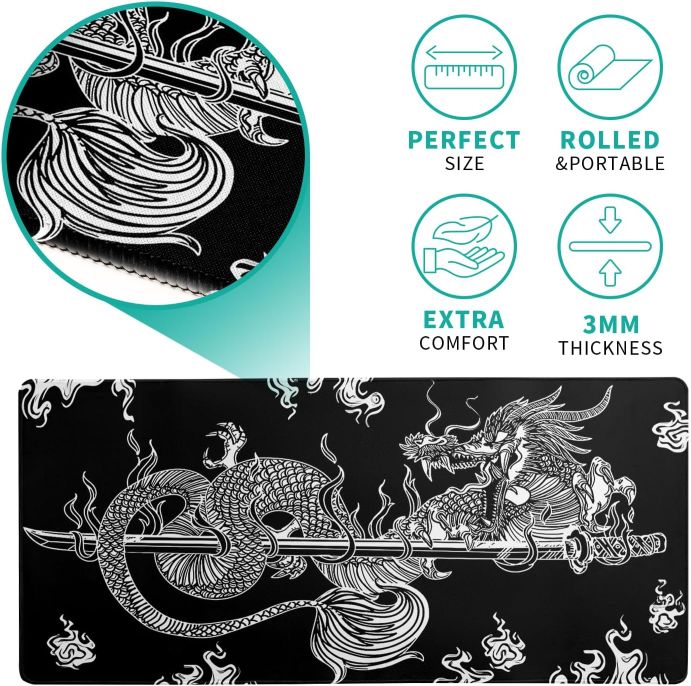 PERFECT
SIZE
ROLLED
&PORTABLE
EXTRA
COMFORT
3MM
THICKNESS